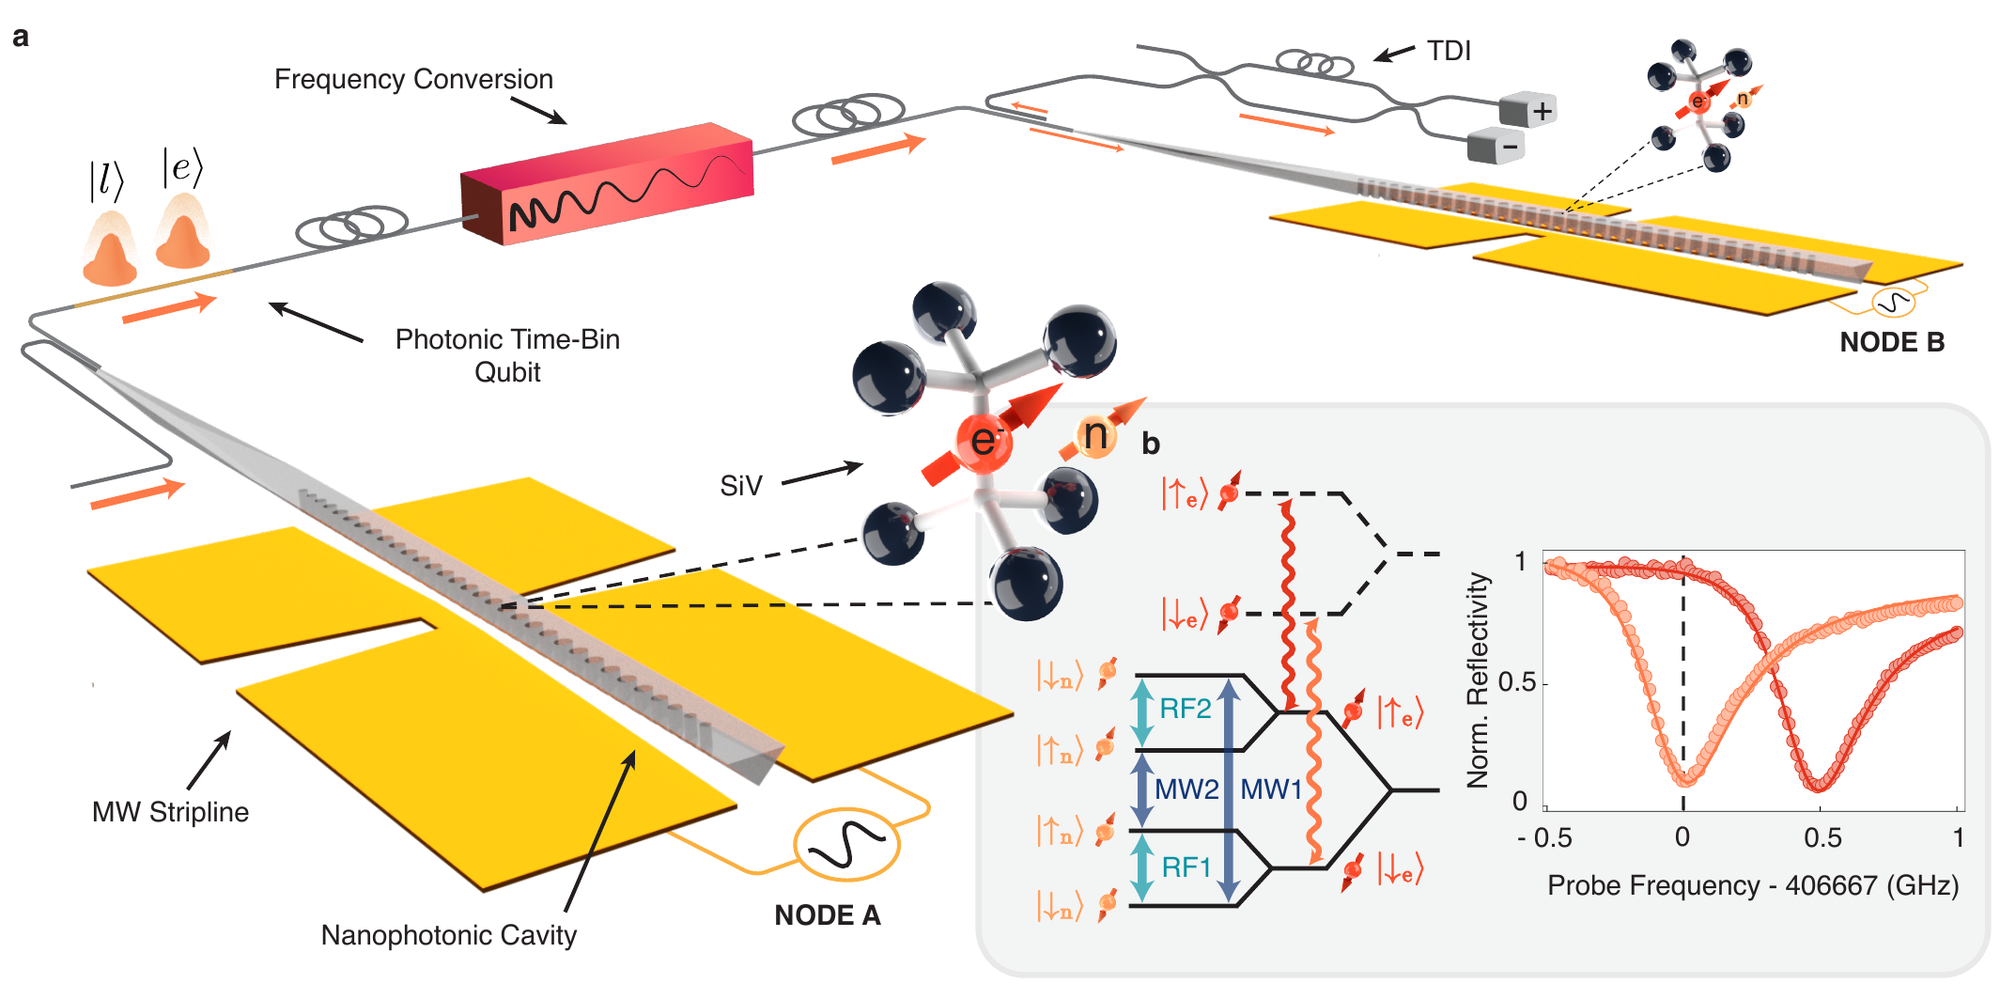 a
Frequency Conversion
TDI
+
−
e⁻
n
|l⟩
|e⟩
Photonic Time-Bin
Qubit
NODE B
SiV
e⁻
n
MW Stripline
Nanophotonic Cavity
NODE A
b
|↑e⟩
|↓e⟩
|↓n⟩
RF2
|↑e⟩
|↑n⟩
MW2
MW1
|↑n⟩
RF1
|↓e⟩
|↓n⟩
Norm. Reflectivity
1
0.5
0
- 0.5
0
0.5
1
Probe Frequency - 406667 (GHz)